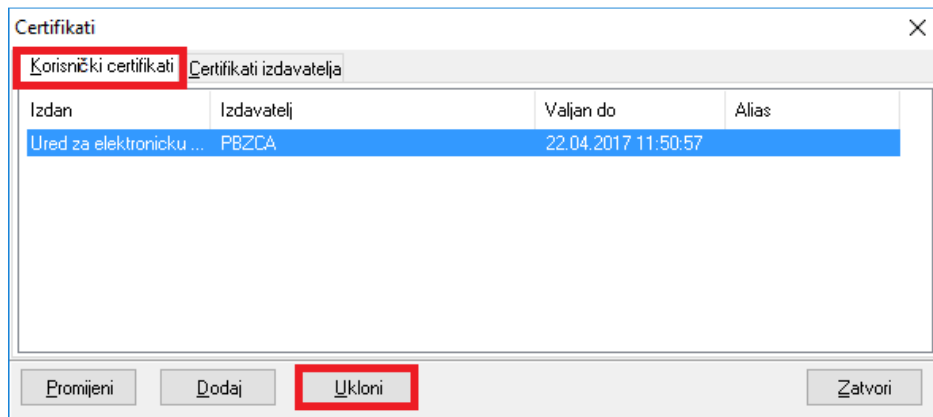 Certifikati
Korisnički certifikati Certifikati izdavatelja
Izdan Izdavatelj Valjan do Alias
Ured za elektronicku ... PBZCA 22.04.2017 11:50:57
Promijeni Dodaj Ukloni Zatvori